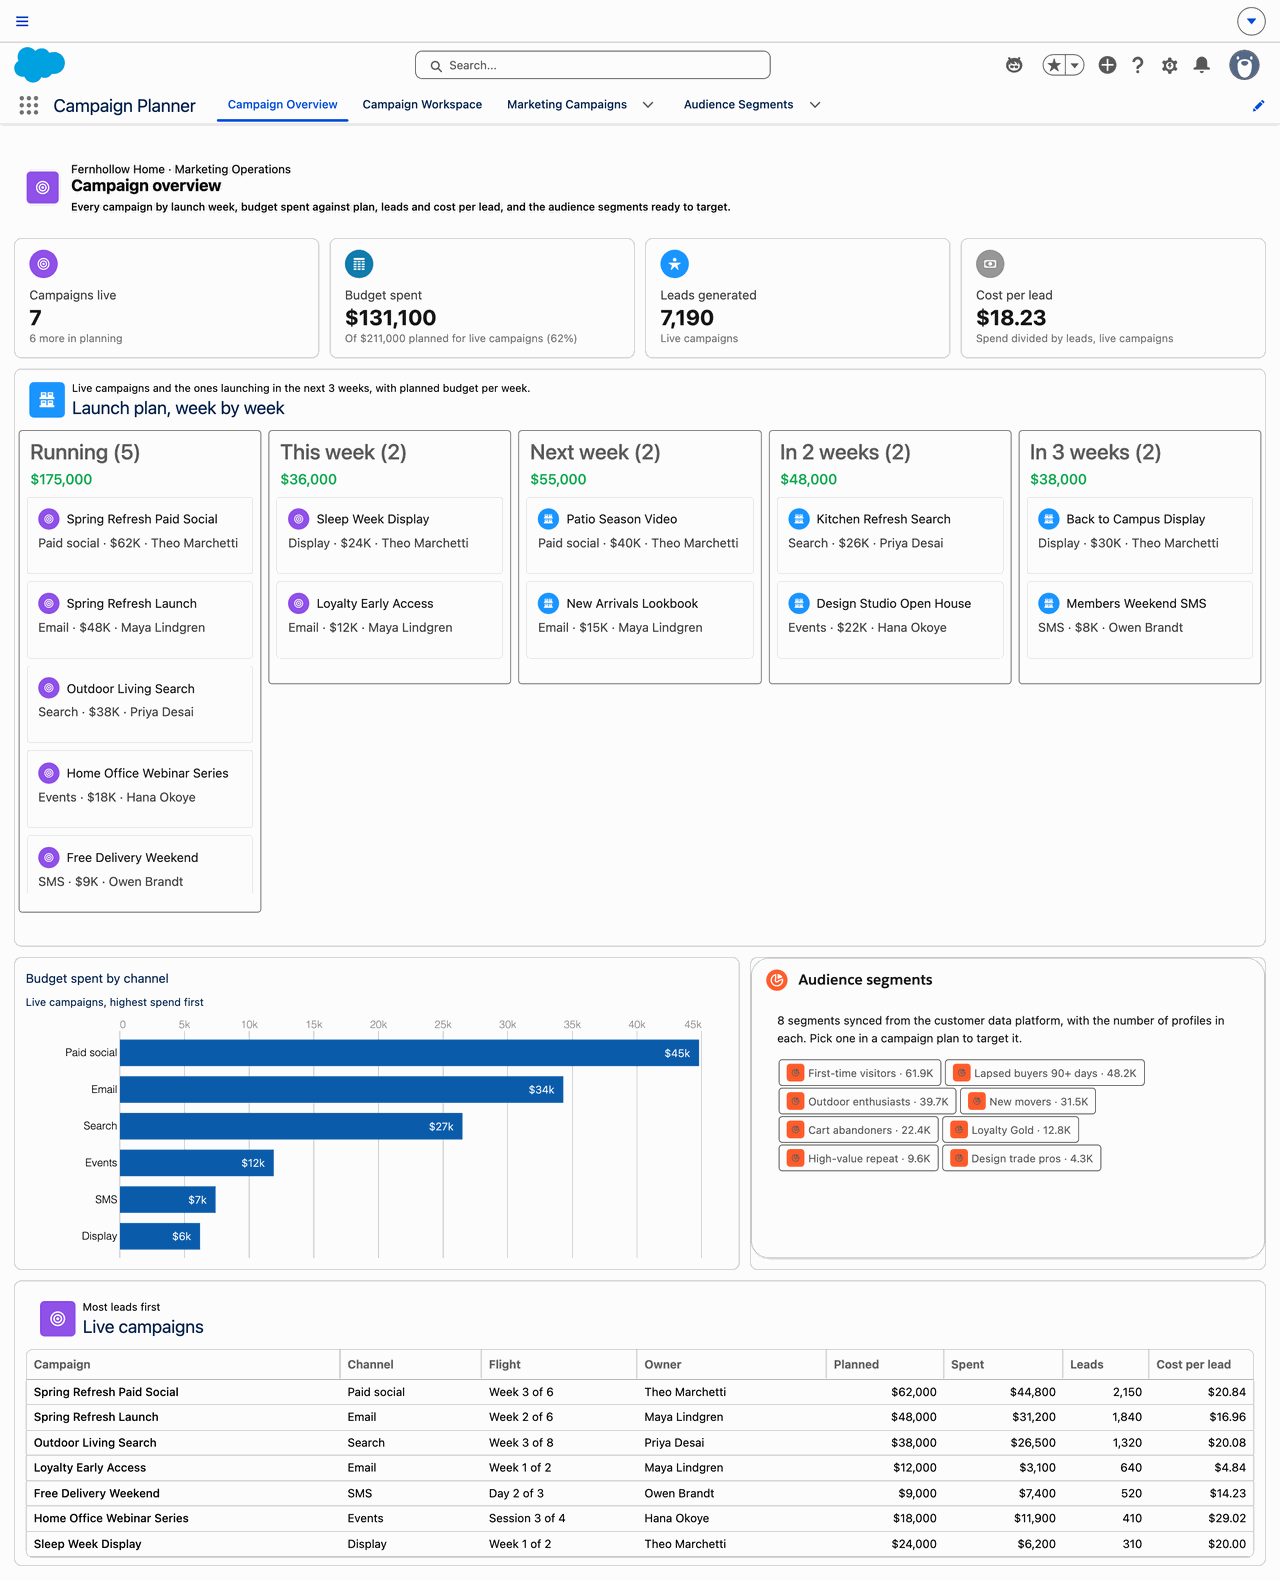 Search...
Campaign Planner
Campaign Overview
Campaign Workspace
Marketing Campaigns
Audience Segments
Fernhollow Home · Marketing Operations
Campaign overview
Every campaign by launch week, budget spent against plan, leads and cost per lead, and the audience segments ready to target.
Campaigns live
7
6 more in planning
Budget spent
$131,100
Of $211,000 planned for live campaigns (62%)
Leads generated
7,190
Live campaigns
Cost per lead
$18.23
Spend divided by leads, live campaigns
Live campaigns and the ones launching in the next 3 weeks, with planned budget per week.
Launch plan, week by week
Running (5)
$175,000
Spring Refresh Paid Social
Paid social · $62K · Theo Marchetti
Spring Refresh Launch
Email · $48K · Maya Lindgren
Outdoor Living Search
Search · $38K · Priya Desai
Home Office Webinar Series
Events · $18K · Hana Okoye
Free Delivery Weekend
SMS · $9K · Owen Brandt
This week (2)
$36,000
Sleep Week Display
Display · $24K · Theo Marchetti
Loyalty Early Access
Email · $12K · Maya Lindgren
Next week (2)
$55,000
Patio Season Video
Paid social · $40K · Theo Marchetti
New Arrivals Lookbook
Email · $15K · Maya Lindgren
In 2 weeks (2)
$48,000
Kitchen Refresh Search
Search · $26K · Priya Desai
Design Studio Open House
Events · $22K · Hana Okoye
In 3 weeks (2)
$38,000
Back to Campus Display
Display · $30K · Theo Marchetti
Members Weekend SMS
SMS · $8K · Owen Brandt
Budget spent by channel
Live campaigns, highest spend first
0 5k 10k 15k 20k 25k 30k 35k 40k 45k
Paid social $45k
Email $34k
Search $27k
Events $12k
SMS $7k
Display $6k
Audience segments
8 segments synced from the customer data platform, with the number of profiles in
each. Pick one in a campaign plan to target it.
First-time visitors · 61.9K
Lapsed buyers 90+ days · 48.2K
Outdoor enthusiasts · 39.7K
New movers · 31.5K
Cart abandoners · 22.4K
Loyalty Gold · 12.8K
High-value repeat · 9.6K
Design trade pros · 4.3K
Most leads first
Live campaigns
Campaign Channel Flight Owner Planned Spent Leads Cost per lead
Spring Refresh Paid Social Paid social Week 3 of 6 Theo Marchetti $62,000 $44,800 2,150 $20.84
Spring Refresh Launch Email Week 2 of 6 Maya Lindgren $48,000 $31,200 1,840 $16.96
Outdoor Living Search Search Week 3 of 8 Priya Desai $38,000 $26,500 1,320 $20.08
Loyalty Early Access Email Week 1 of 2 Maya Lindgren $12,000 $3,100 640 $4.84
Free Delivery Weekend SMS Day 2 of 3 Owen Brandt $9,000 $7,400 520 $14.23
Home Office Webinar Series Events Session 3 of 4 Hana Okoye $18,000 $11,900 410 $29.02
Sleep Week Display Display Week 1 of 2 Theo Marchetti $24,000 $6,200 310 $20.00